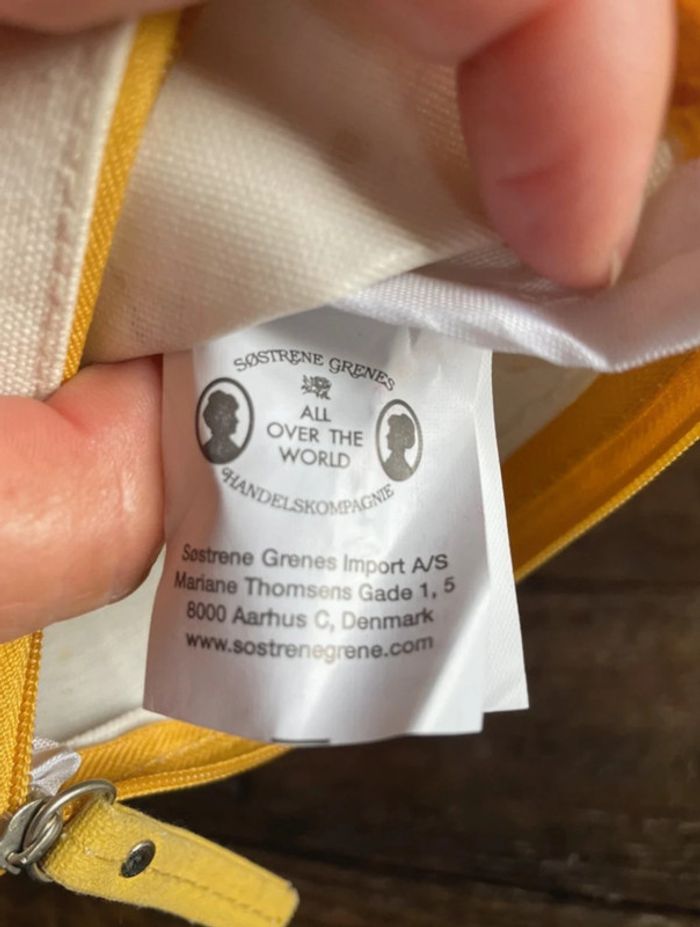 SØSTRENE GRENES
ALL
OVER THE
WORLD
HANDELSKOMPAGNIE
Søstrene Grenes Import A/S
Mariane Thomsens Gade 1, 5
8000 Aarhus C, Denmark
www.sostrenegrene.com